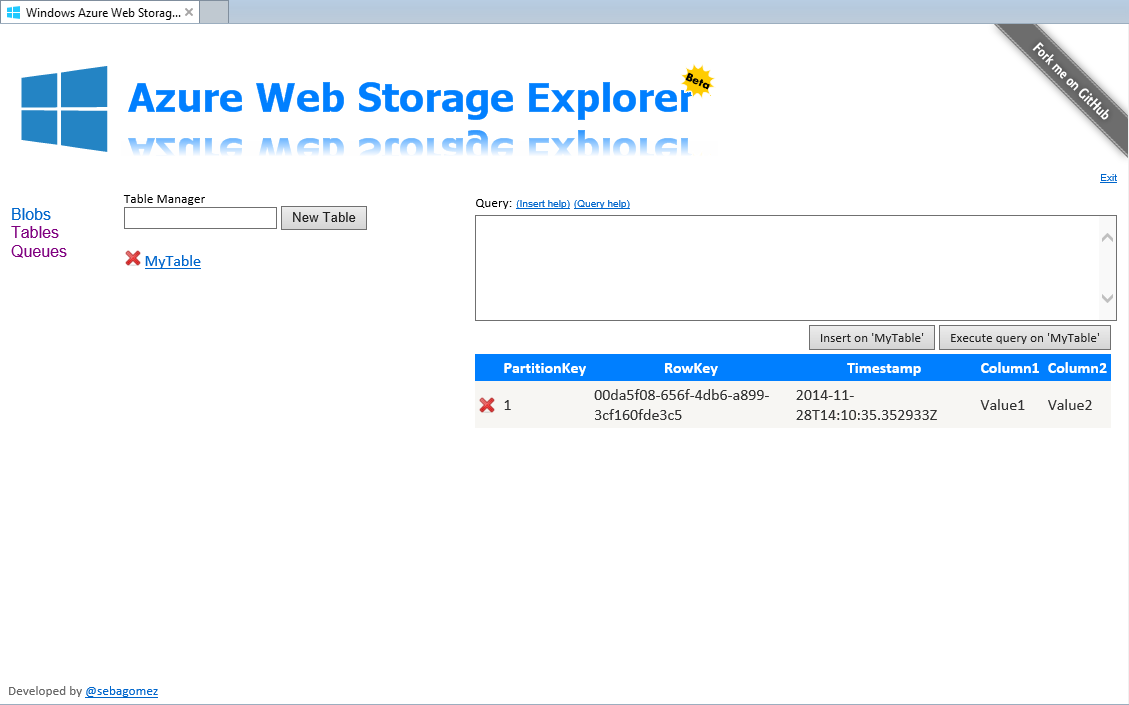 Windows Azure Web Storag...
Fork me on GitHub
Azure Web Storage Explorer
Beta
Exit
Blobs
Tables
Queues
Table Manager
New Table
MyTable
Query: (Insert help) (Query help)
Insert on 'MyTable' Execute query on 'MyTable'
PartitionKey RowKey Timestamp Column1 Column2
1 00da5f08-656f-4db6-a899- 2014-11- Value1 Value2
3cf160fde3c5 28T14:10:35.352933Z
Developed by @sebagomez